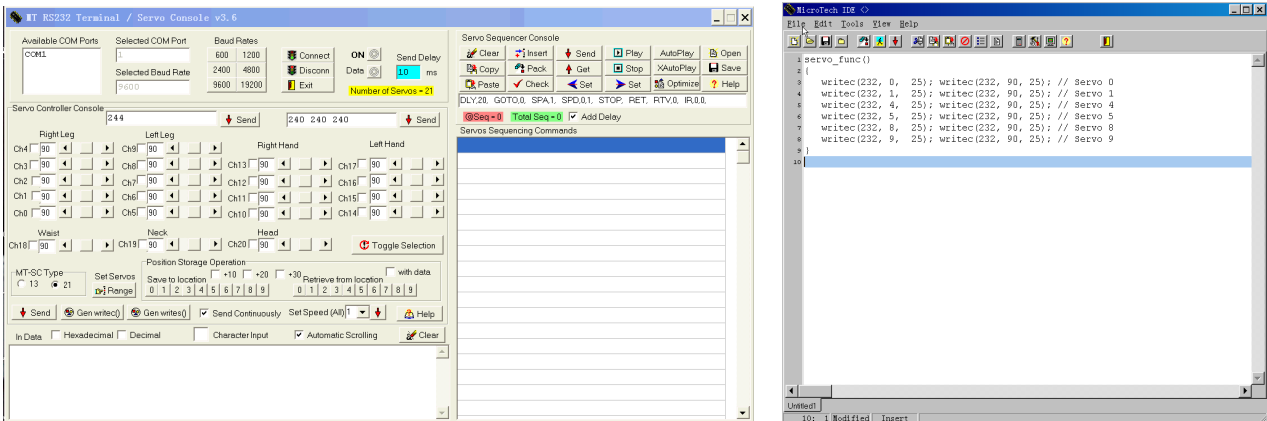 MT RS232 Terminal / Servo Console v3.6
Available COM Ports
COM1
Selected COM Port
1
Selected Baud Rate
9600
Baud Rates
600 1200
2400 4800
9600 19200
Connect
Disconn
Exit
ON
Data
Send Delay
10 ms
Number of Servos = 21
Servo Controller Console
244
Send
240 240 240
Send
Right Leg
Left Leg
Right Hand
Left Hand
Ch4 90
Ch3 90
Ch2 90
Ch1 90
Ch0 90
Ch9 90
Ch8 90
Ch7 90
Ch6 90
Ch5 90
Ch13 90
Ch12 90
Ch11 90
Ch10 90
Ch17 90
Ch16 90
Ch15 90
Ch14 90
Waist
Ch18 90
Neck
Ch19 90
Head
Ch20 90
Toggle Selection
MT-SC Type
13 21
Set Servos
Range
Position Storage Operation
+10 +20 +30
with data
Save to location
0 1 2 3 4 5 6 7 8 9
Retrieve from location
0 1 2 3 4 5 6 7 8 9
Send
Gen writec()
Gen writes()
Send Continuously
Set Speed (All) 1
Help
In Data
Hexadecimal
Decimal
Character Input
Automatic Scrolling
Clear
Servo Sequencer Console
Clear Insert Send Play AutoPlay Open
Copy Pack Get Stop XAutoPlay Save
Paste Check Set Set Optimize Help
DLY,20, GOTO,0, SPA,1, SPD,0,1, STOP, RET, RTV,0, IR,0,0,
@Seq = 0
Total Seq = 0
Add Delay
Servos Sequencing Commands
MicroTech IDE <>
File Edit Tools View Help
1 servo_func()
2 {
3 writec(232, 0, 25); writec(232, 90, 25); // Servo 0
4 writec(232, 1, 25); writec(232, 90, 25); // Servo 1
5 writec(232, 4, 25); writec(232, 90, 25); // Servo 4
6 writec(232, 5, 25); writec(232, 90, 25); // Servo 5
7 writec(232, 8, 25); writec(232, 90, 25); // Servo 8
8 writec(232, 9, 25); writec(232, 90, 25); // Servo 9
9 }
10
Untitled1
10: 1 Modified Insert